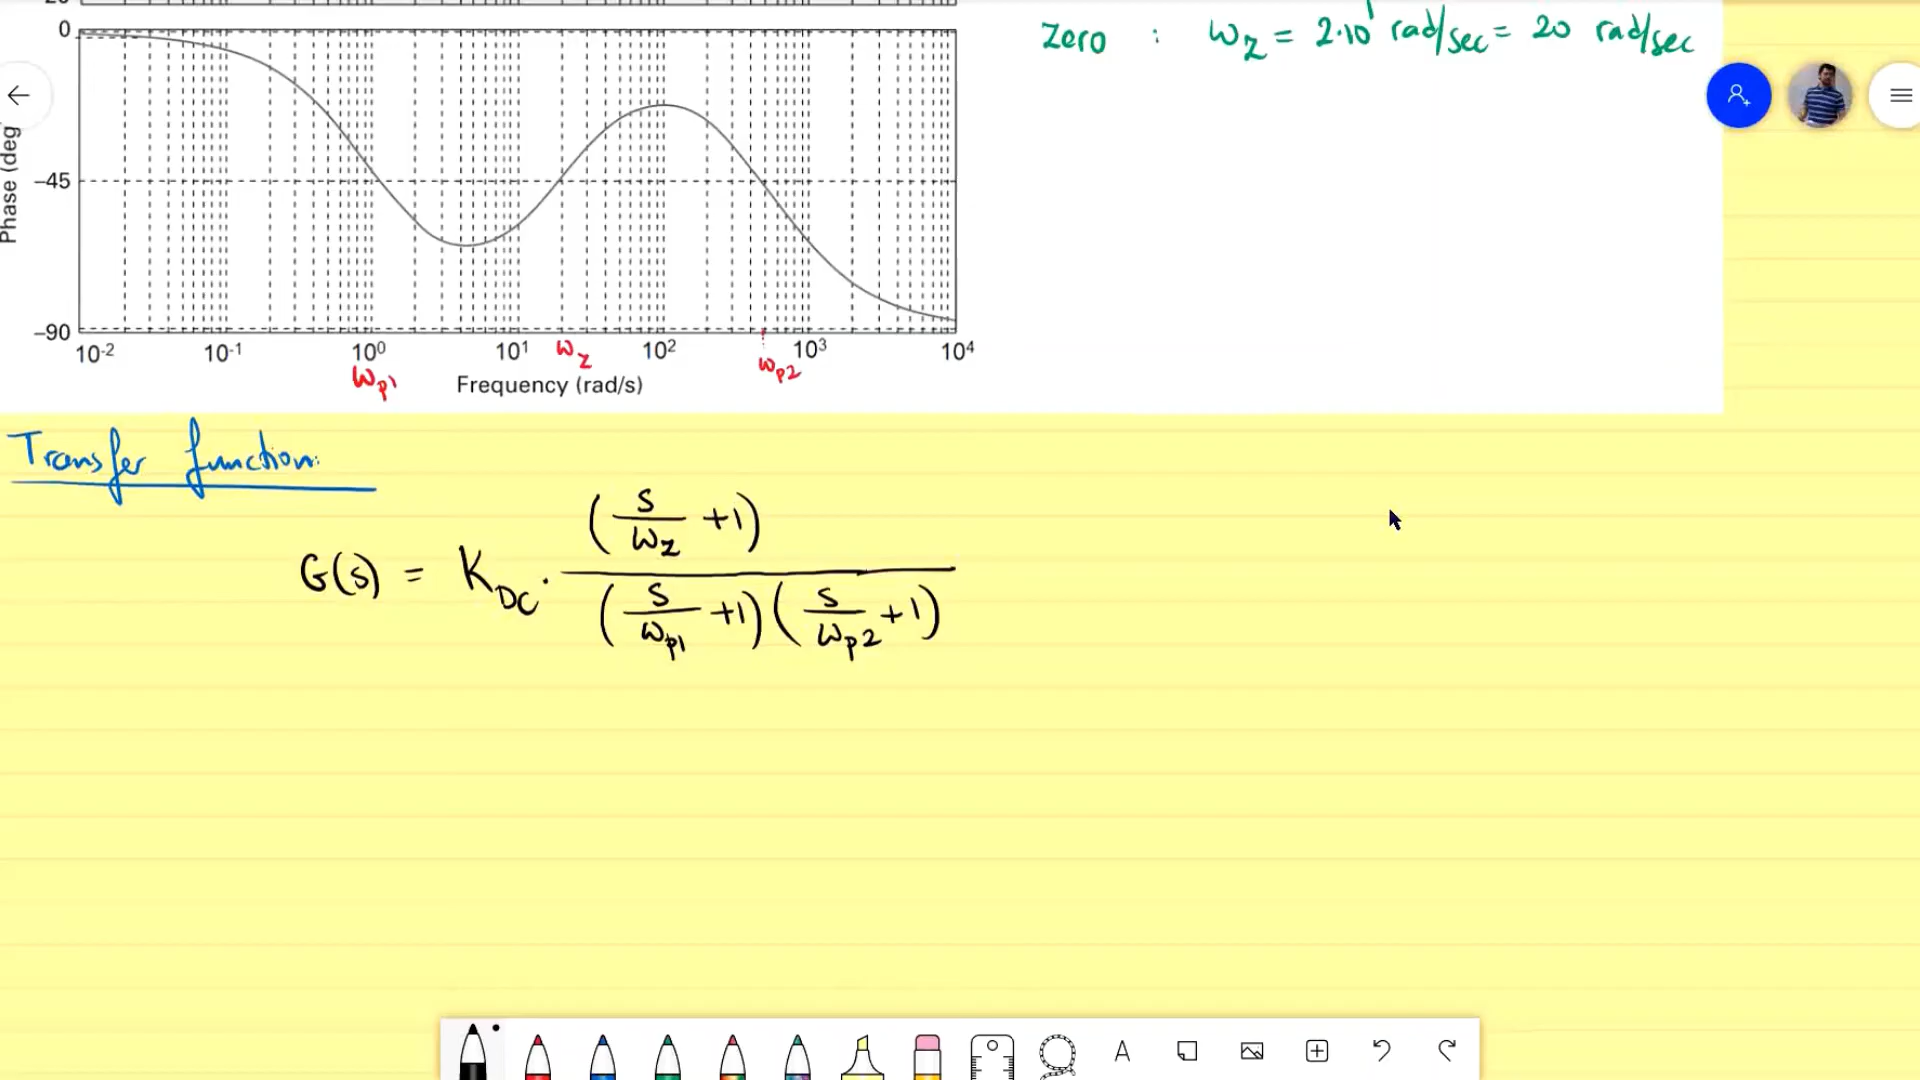 0
zero : ωz = 2·10¹ rad/sec = 20 rad/sec
Phase (deg
–45
–90
10-2 10-1 10⁰ 10¹ ωz 10² 10³ 10⁴
ωp1 Frequency (rad/s) ωp2
Transfer function:
G(s) = K_DC · (s/ωz +1) / (s/ωp1 +1)(s/ωp2 +1)
A